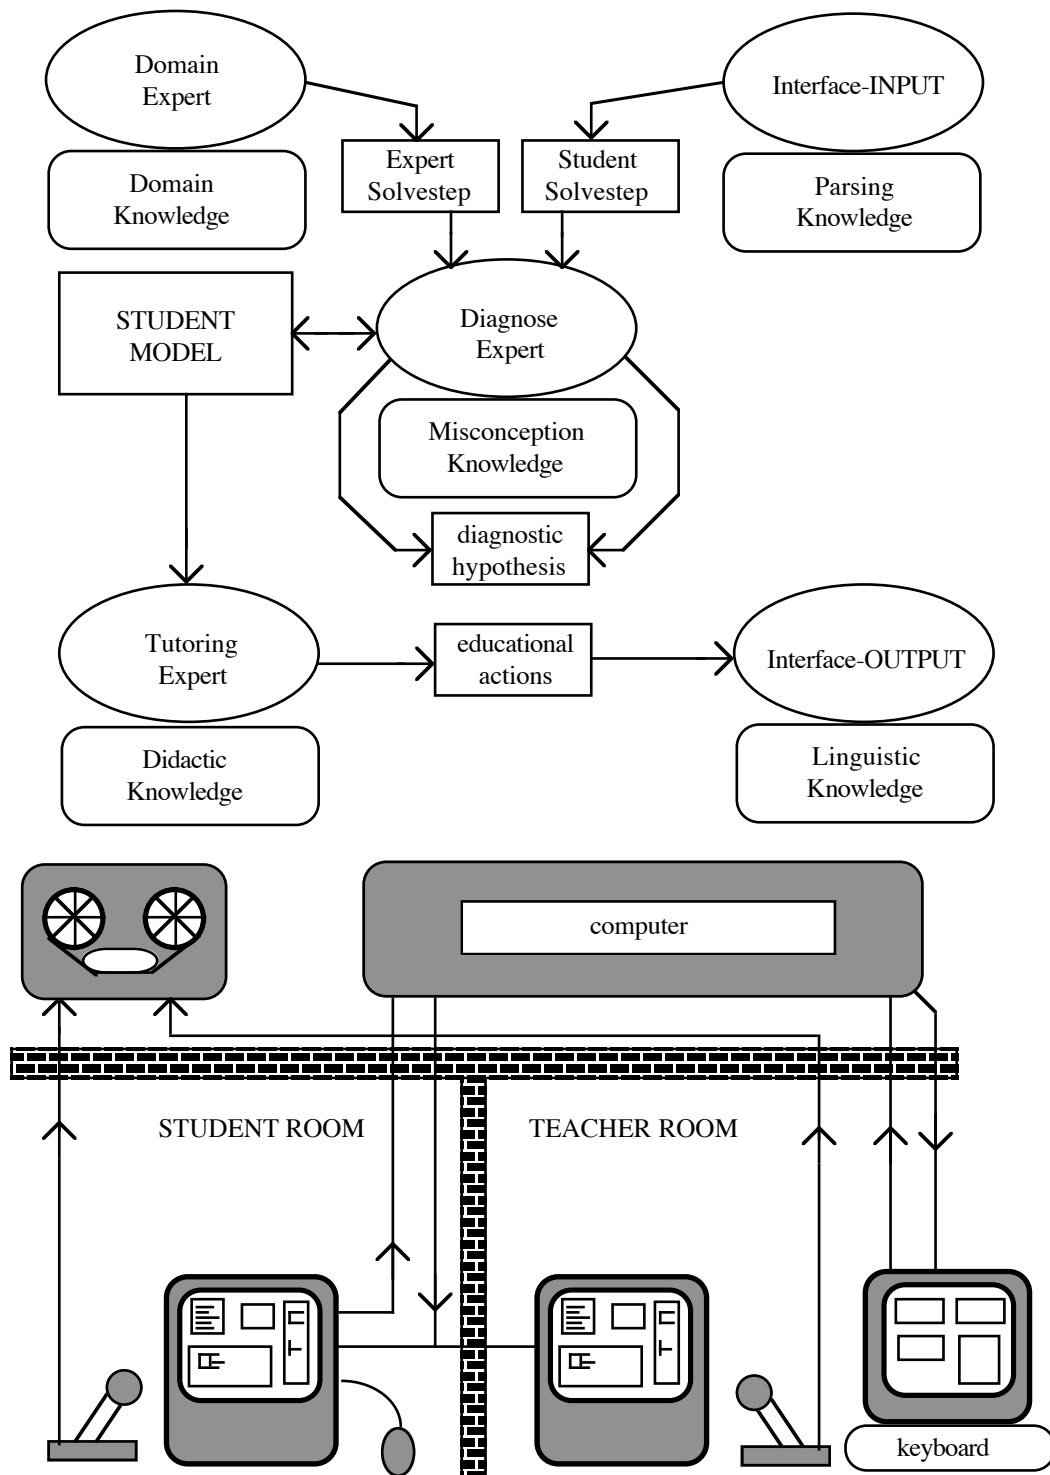 Domain
Expert
Interface-INPUT
Expert
Solvestep
Student
Solvestep
Domain
Knowledge
Parsing
Knowledge
STUDENT
MODEL
Diagnose
Expert
Misconception
Knowledge
diagnostic
hypothesis
Tutoring
Expert
educational
actions
Interface-OUTPUT
Didactic
Knowledge
Linguistic
Knowledge
computer
STUDENT ROOM
TEACHER ROOM
keyboard